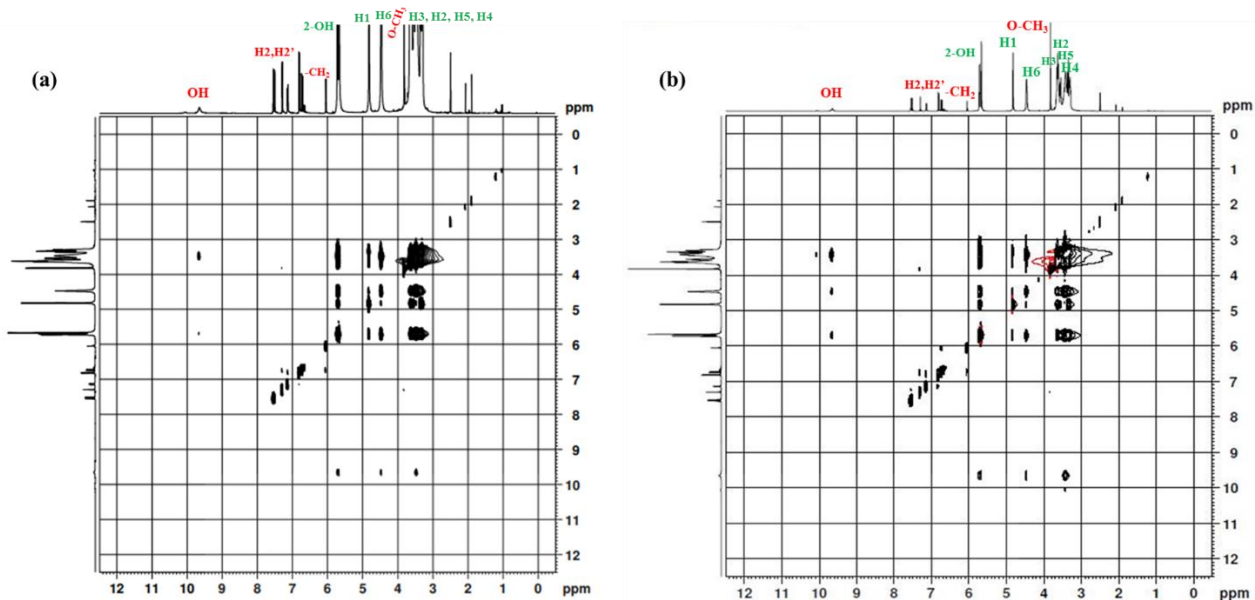 (a)
OH
H2,H2'
-CH2
2-OH
H1
H6
O-CH3
H3, H2, H5, H4
ppm
0
1
2
3
4
5
6
7
8
9
10
11
12
12 11 10 9 8 7 6 5 4 3 2 1 0 ppm
(b)
OH
H2,H2'
-CH2
2-OH
H1
H6
O-CH3
H3
H2
H5
H4
ppm
0
1
2
3
4
5
6
7
8
9
10
11
12
12 11 10 9 8 7 6 5 4 3 2 1 0 ppm